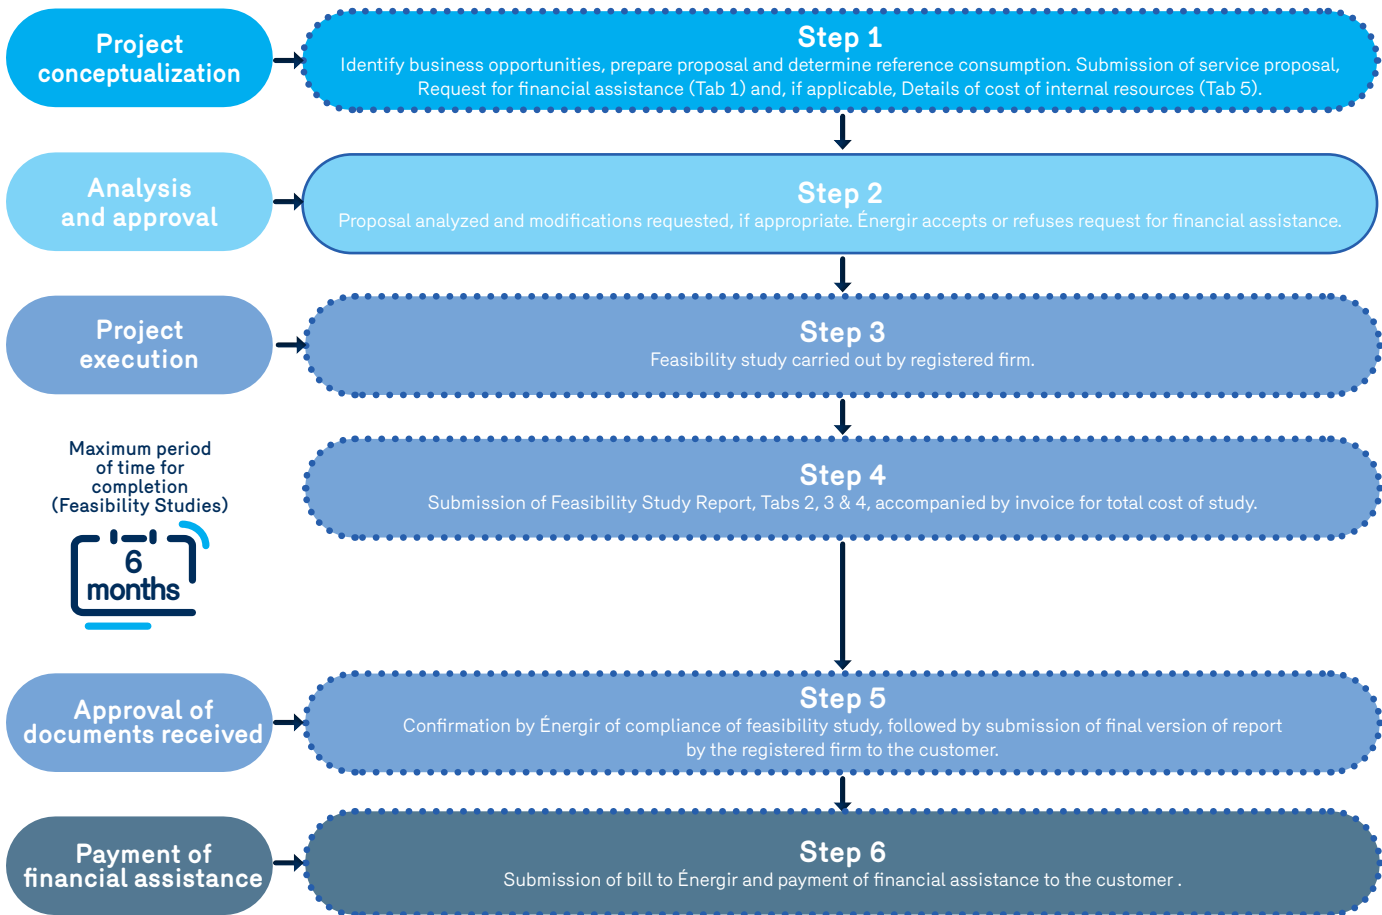 Project
conceptualization
Step 1
Identify business opportunities, prepare proposal and determine reference consumption. Submission of service proposal,
Request for financial assistance (Tab 1) and, if applicable, Details of cost of internal resources (Tab 5).
Analysis
and approval
Step 2
Proposal analyzed and modifications requested, if appropriate. Énergir accepts or refuses request for financial assistance.
Project
execution
Step 3
Feasibility study carried out by registered firm.
Maximum period
of time for
completion
(Feasibility Studies)
6
months
Step 4
Submission of Feasibility Study Report, Tabs 2, 3 & 4, accompanied by invoice for total cost of study.
Approval of
documents received
Step 5
Confirmation by Énergir of compliance of feasibility study, followed by submission of final version of report
by the registered firm to the customer.
Payment of
financial assistance
Step 6
Submission of bill to Énergir and payment of financial assistance to the customer .